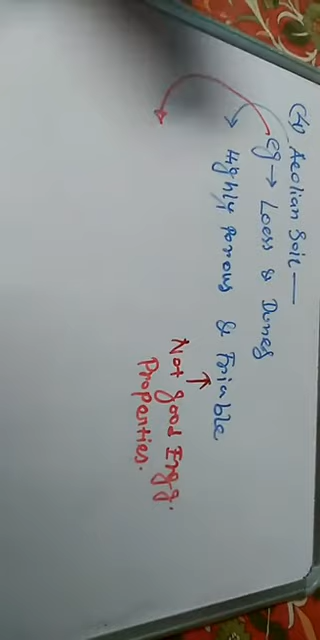 (4) Aeolian Soil —
eg → Loess & Dunes
→ Highly Porous & Friable
Not good Engg.
Properties.